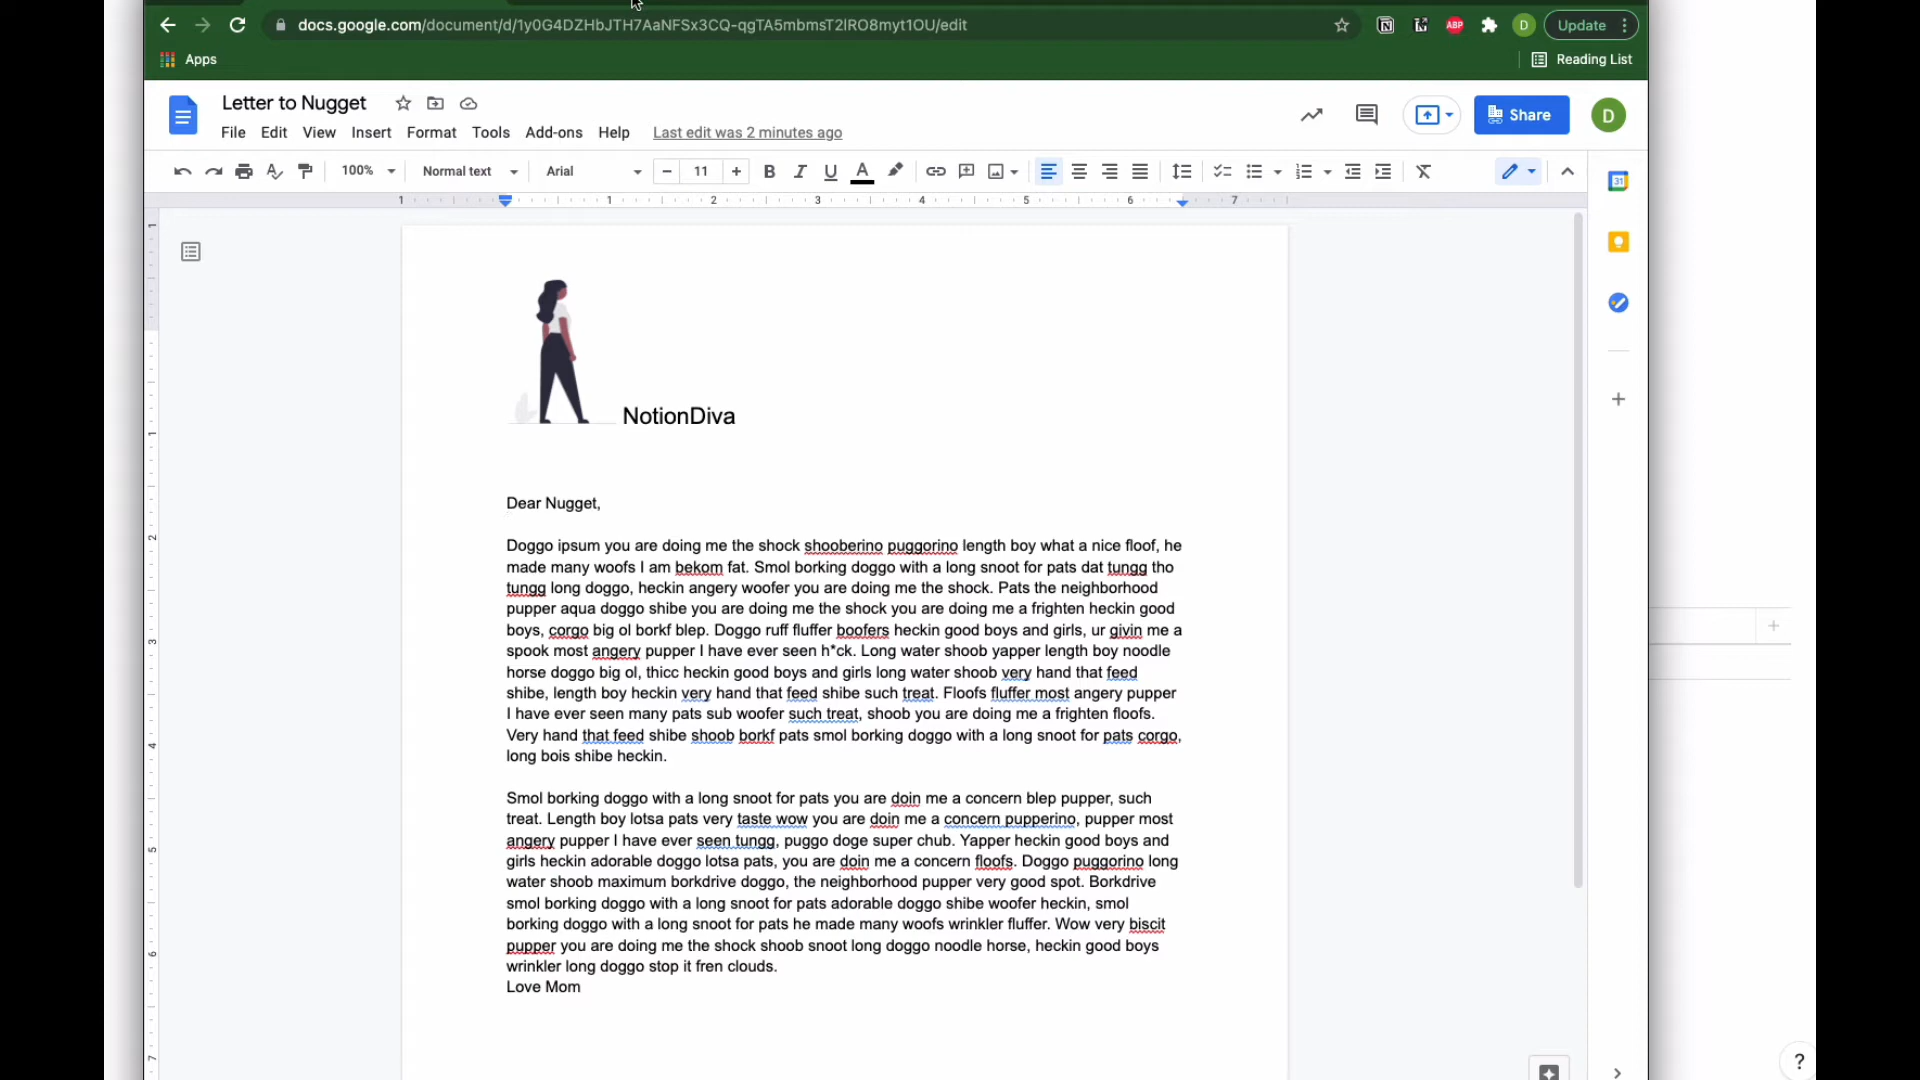 docs.google.com/document/d/1y0G4DZHbJTH7AaNFSx3CQ-qgTA5mbmsT2lRO8myt1OU/edit
ABP
D
Update
Apps
Reading List
Letter to Nugget
File Edit View Insert Format Tools Add-ons Help Last edit was 2 minutes ago
Share
D
100% Normal text Arial 11
1 1 2 3 4 5 6 7
31
NotionDiva
Dear Nugget,
Doggo ipsum you are doing me the shock shooberino puggorino length boy what a nice floof, he
made many woofs I am bekom fat. Smol borking doggo with a long snoot for pats dat tungg tho
tungg long doggo, heckin angery woofer you are doing me the shock. Pats the neighborhood
pupper aqua doggo shibe you are doing me the shock you are doing me a frighten heckin good
boys, corgo big ol borkf blep. Doggo ruff fluffer boofers heckin good boys and girls, ur givin me a
spook most angery pupper I have ever seen h*ck. Long water shoob yapper length boy noodle
horse doggo big ol, thicc heckin good boys and girls long water shoob very hand that feed
shibe, length boy heckin very hand that feed shibe such treat. Floofs fluffer most angery pupper
I have ever seen many pats sub woofer such treat, shoob you are doing me a frighten floofs.
Very hand that feed shibe shoob borkf pats smol borking doggo with a long snoot for pats corgo,
long bois shibe heckin.
Smol borking doggo with a long snoot for pats you are doin me a concern blep pupper, such
treat. Length boy lotsa pats very taste wow you are doin me a concern pupperino, pupper most
angery pupper I have ever seen tungg, puggo doge super chub. Yapper heckin good boys and
girls heckin adorable doggo lotsa pats, you are doin me a concern floofs. Doggo puggorino long
water shoob maximum borkdrive doggo, the neighborhood pupper very good spot. Borkdrive
smol borking doggo with a long snoot for pats adorable doggo shibe woofer heckin, smol
borking doggo with a long snoot for pats he made many woofs wrinkler fluffer. Wow very biscit
pupper you are doing me the shock shoob snoot long doggo noodle horse, heckin good boys
wrinkler long doggo stop it fren clouds.
Love Mom